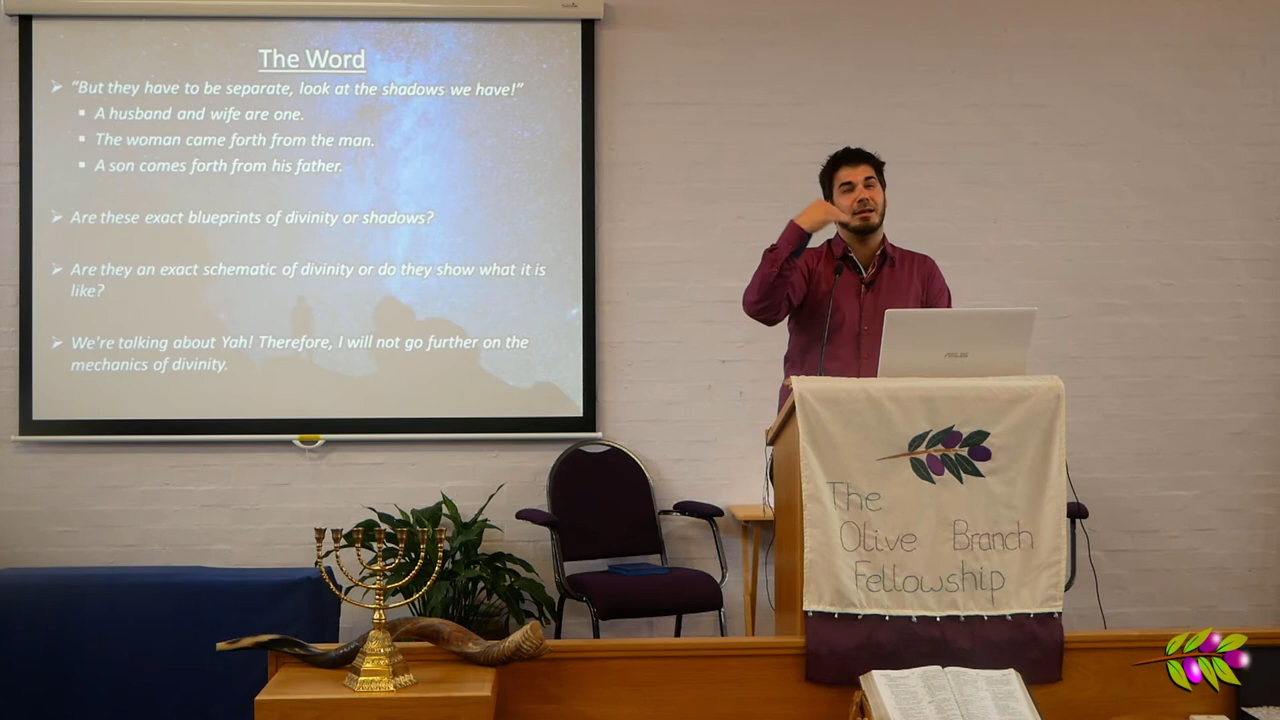 The Word
➢ “But they have to be separate, look at the shadows we have!”
▪ A husband and wife are one.
▪ The woman came forth from the man.
▪ A son comes forth from his father.
➢ Are these exact blueprints of divinity or shadows?
➢ Are they an exact schematic of divinity or do they show what it is
like?
➢ We're talking about Yah! Therefore, I will not go further on the
mechanics of divinity.
ASUS
The
Olive Branch
Fellowship